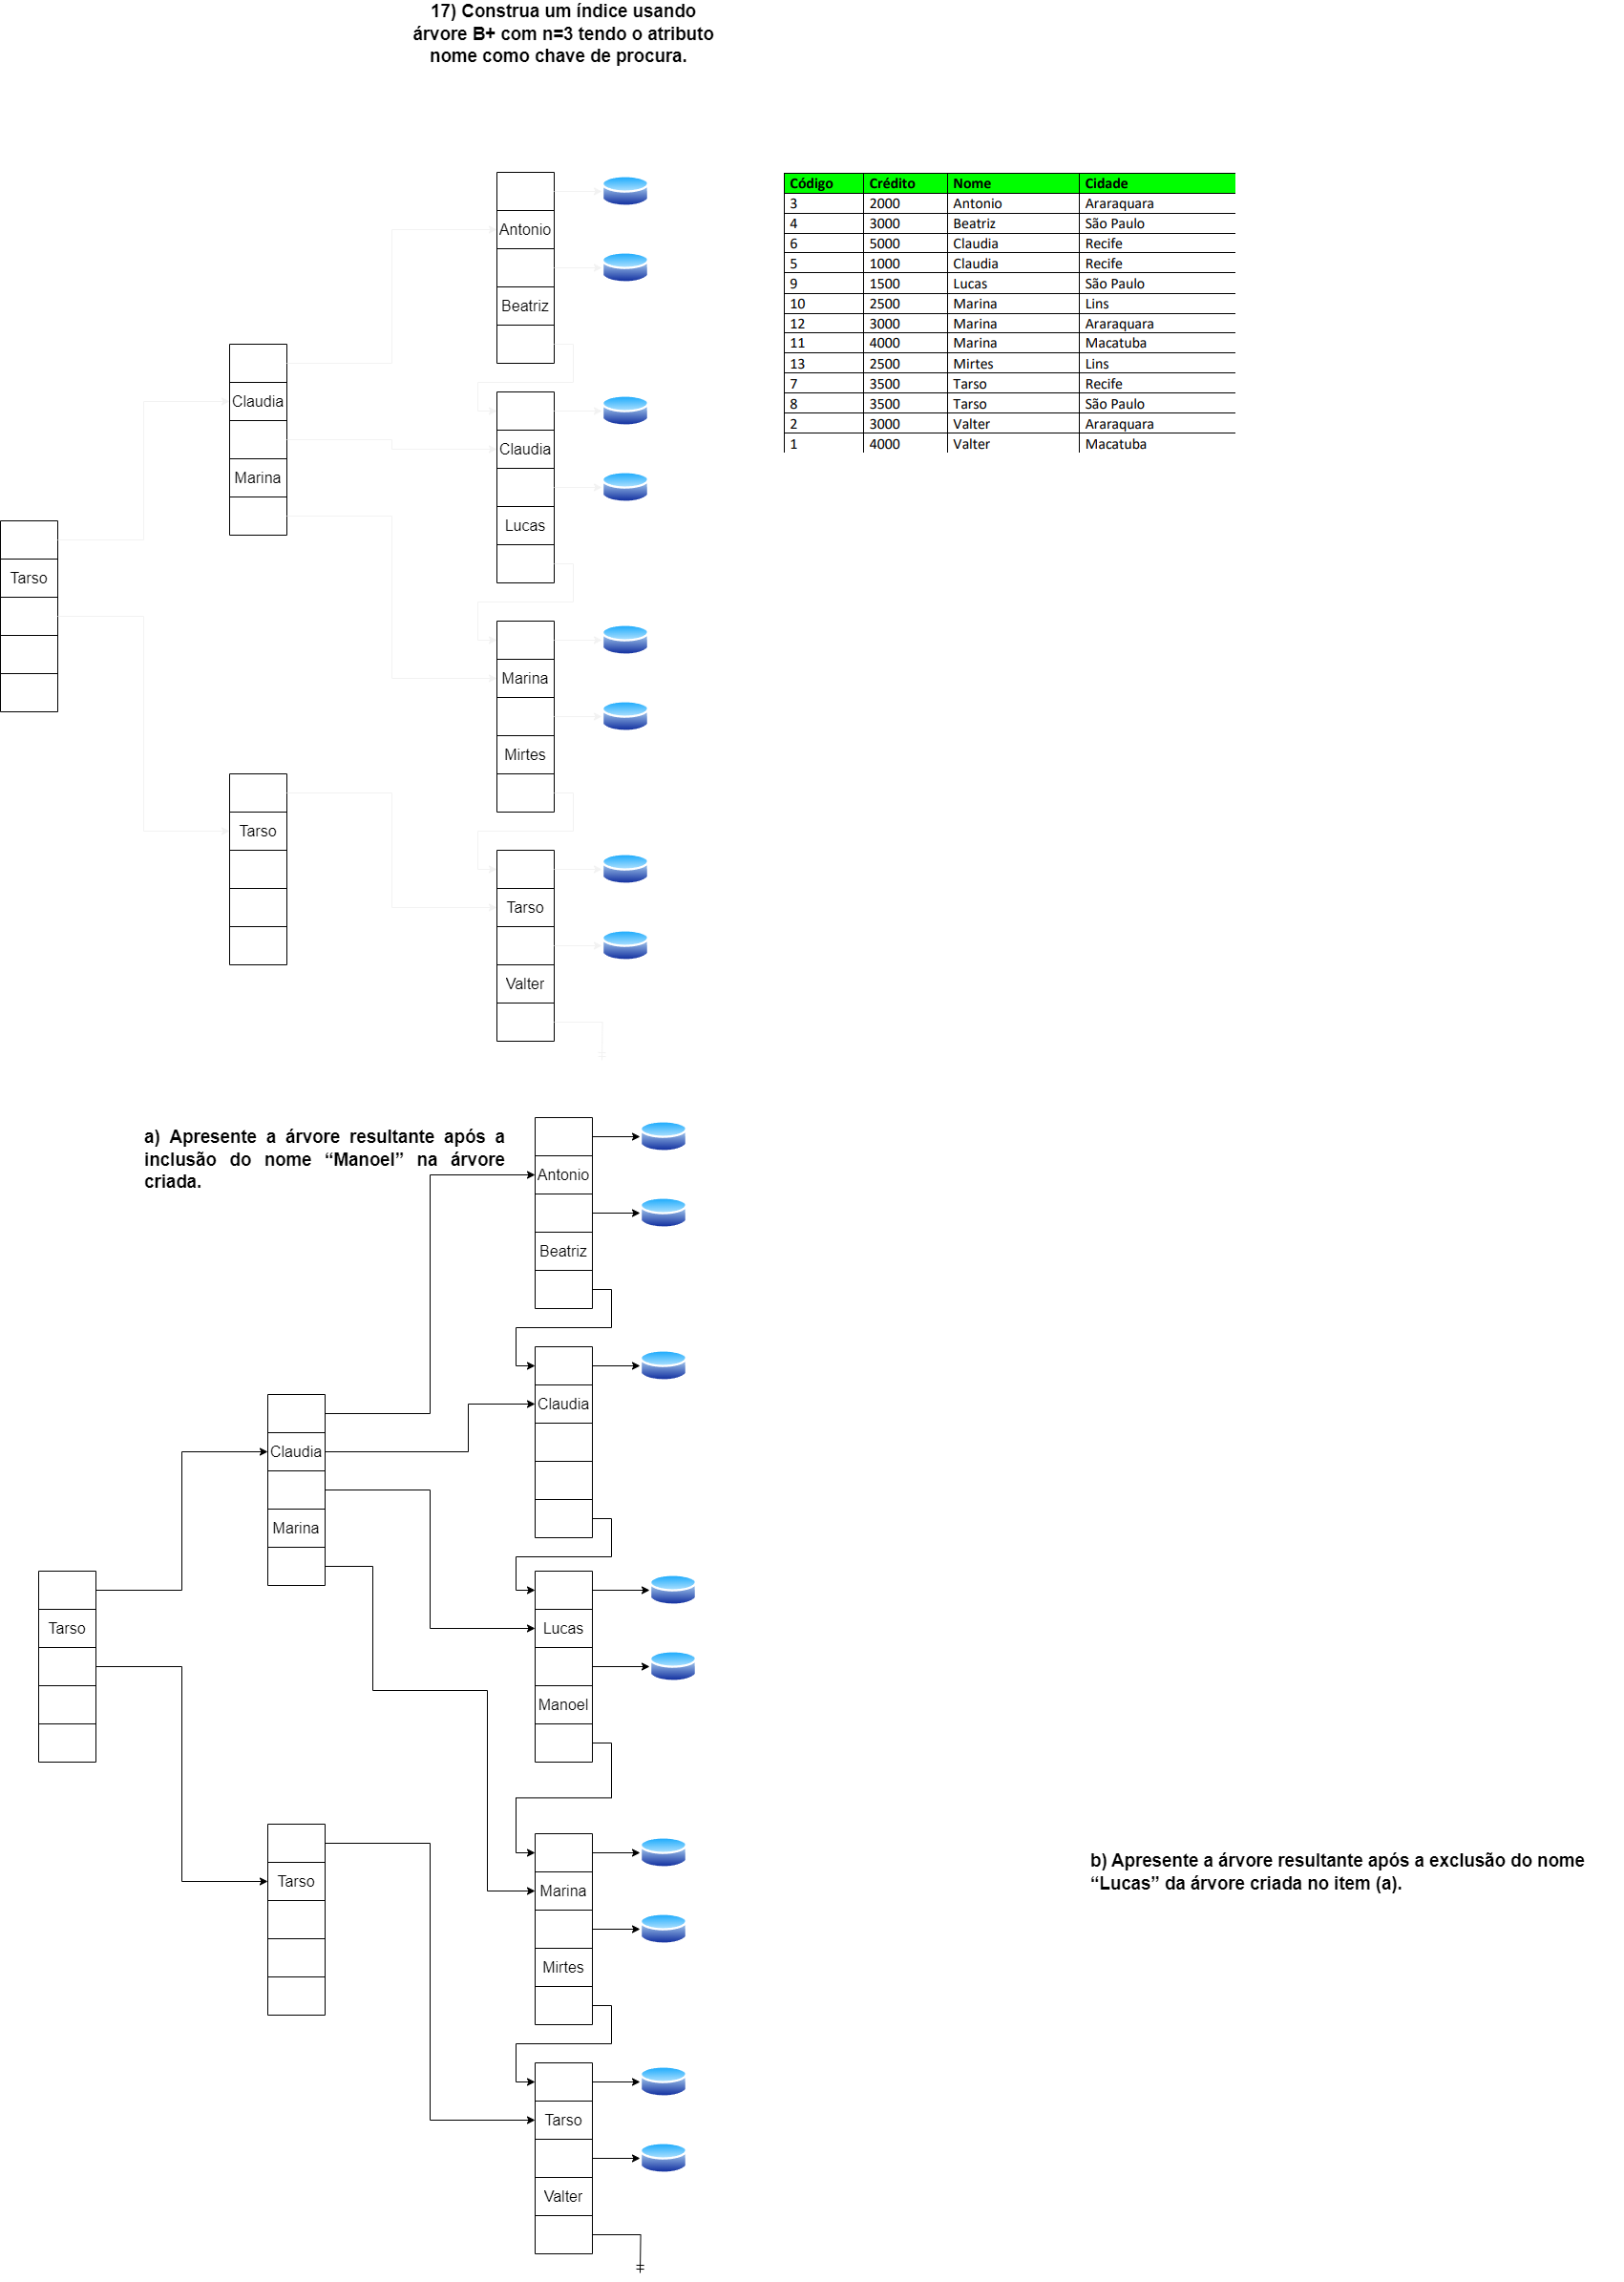 17) Construa um índice usando
árvore B+ com n=3 tendo o atributo
nome como chave de procura.
Código Crédito Nome Cidade
3 2000 Antonio Araraquara
4 3000 Beatriz São Paulo
6 5000 Claudia Recife
5 1000 Claudia Recife
9 1500 Lucas São Paulo
10 2500 Marina Lins
12 3000 Marina Araraquara
11 4000 Marina Macatuba
13 2500 Mirtes Lins
7 3500 Tarso Recife
8 3500 Tarso São Paulo
2 3000 Valter Araraquara
1 4000 Valter Macatuba
Tarso
Claudia
Marina
Tarso
Antonio
Beatriz
Claudia
Lucas
Marina
Mirtes
Tarso
Valter
a) Apresente a árvore resultante após a
inclusão do nome “Manoel” na árvore
criada.
Tarso
Claudia
Marina
Tarso
Antonio
Beatriz
Claudia
Lucas
Manoel
Marina
Mirtes
Tarso
Valter
b) Apresente a árvore resultante após a exclusão do nome
“Lucas” da árvore criada no item (a).